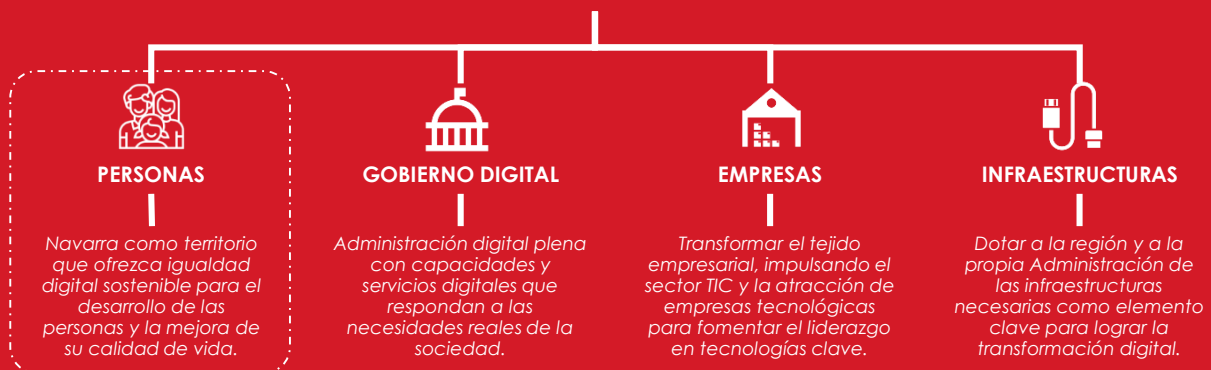 PERSONAS
Navarra como territorio
que ofrezca igualdad
digital sostenible para el
desarrollo de las
personas y la mejora de
su calidad de vida.
GOBIERNO DIGITAL
Administración digital plena
con capacidades y
servicios digitales que
respondan a las
necesidades reales de la
sociedad.
EMPRESAS
Transformar el tejido
empresarial, impulsando el
sector TIC y la atracción de
empresas tecnológicas
para fomentar el liderazgo
en tecnologías clave.
INFRAESTRUCTURAS
Dotar a la región y a la
propia Administración de
las infraestructuras
necesarias como elemento
clave para lograr la
transformación digital.